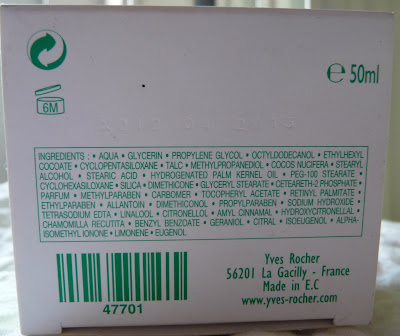 ℮ 50ml
6M
INGREDIENTS : • AQUA • GLYCERIN • PROPYLENE GLYCOL • OCTYLDODECANOL • ETHYLHEXYL
COCOATE • CYCLOPENTASILOXANE • TALC • METHYLPROPANEDIOL • COCOS NUCIFERA • STEARYL
ALCOHOL • STEARIC ACID • HYDROGENATED PALM KERNEL OIL • PEG-100 STEARATE •
CYCLOHEXASILOXANE • SILICA • DIMETHICONE • GLYCERYL STEARATE • CETEARETH-2 PHOSPHATE •
PARFUM • METHYLPARABEN • CARBOMER • TOCOPHERYL ACETATE • RETINYL PALMITATE •
ETHYLPARABEN • ALLANTOIN • DIMETHICONOL • PROPYLPARABEN • SODIUM HYDROXIDE •
TETRASODIUM EDTA • LINALOOL • CITRONELLOL • AMYL CINNAMAL • HYDROXYCITRONELLAL •
CHAMOMILLA RECUTITA • BENZYL BENZOATE • GERANIOL • CITRAL • ISOEUGENOL • ALPHA-
ISOMETHYL IONONE • LIMONENE • EUGENOL
47701
Yves Rocher
56201 La Gacilly - France
Made in E.C
www.yves-rocher.com